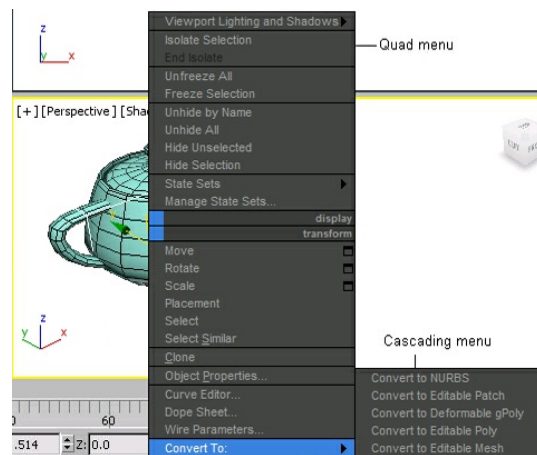 z
y
x
Viewport Lighting and Shadows
Isolate Selection
End Isolate
Quad menu
Unfreeze All
Freeze Selection
[+] [Perspective] [Sha
Unhide by Name
Unhide All
Hide Unselected
Hide Selection
State Sets
Manage State Sets...
display
transform
Move
Rotate
Scale
Placement
Select
Select Similar
z
y
x
Cascading menu
Clone
Object Properties...
Curve Editor...
Dope Sheet...
Wire Parameters...
Convert To:
Convert to NURBS
Convert to Editable Patch
Convert to Deformable gPoly
Convert to Editable Poly
Convert to Editable Mesh
60
.514
Z: 0.0